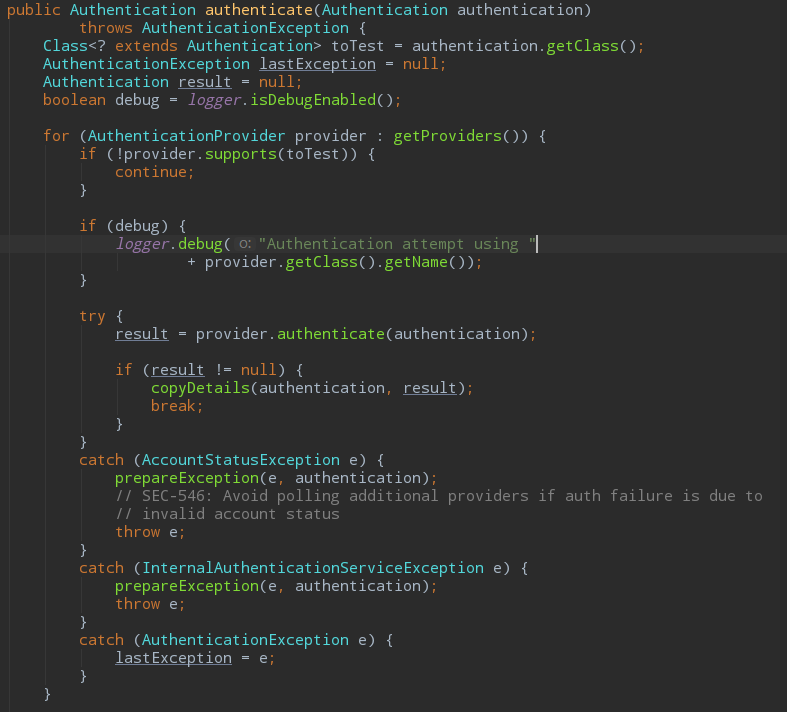 public Authentication authenticate(Authentication authentication)
        throws AuthenticationException {
    Class<? extends Authentication> toTest = authentication.getClass();
    AuthenticationException lastException = null;
    Authentication result = null;
    boolean debug = logger.isDebugEnabled();

    for (AuthenticationProvider provider : getProviders()) {
        if (!provider.supports(toTest)) {
            continue;
        }

        if (debug) {
            logger.debug( o: "Authentication attempt using "
                    + provider.getClass().getName());
        }

        try {
            result = provider.authenticate(authentication);

            if (result != null) {
                copyDetails(authentication, result);
                break;
            }
        }
        catch (AccountStatusException e) {
            prepareException(e, authentication);
            // SEC-546: Avoid polling additional providers if auth failure is due to
            // invalid account status
            throw e;
        }
        catch (InternalAuthenticationServiceException e) {
            prepareException(e, authentication);
            throw e;
        }
        catch (AuthenticationException e) {
            lastException = e;
        }
    }